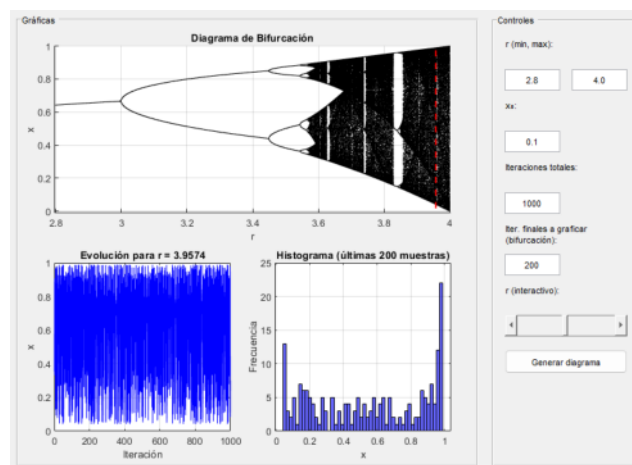 Gráficas
Diagrama de Bifurcación
1
0.8
0.6
0.4
0.2
0
x
2.8 3 3.2 3.4 3.6 3.8 4
r
Evolución para r = 3.9574
1
0.8
0.6
0.4
0.2
0
x
0 200 400 600 800 1000
Iteración
Histograma (últimas 200 muestras)
25
20
15
10
5
0
Frecuencia
0 0.2 0.4 0.6 0.8 1
x
Controles
r (min, max):
2.8 4.0
x₀:
0.1
Iteraciones totales:
1000
Iter. finales a graficar
(bifurcación):
200
r (interactivo):
Generar diagrama